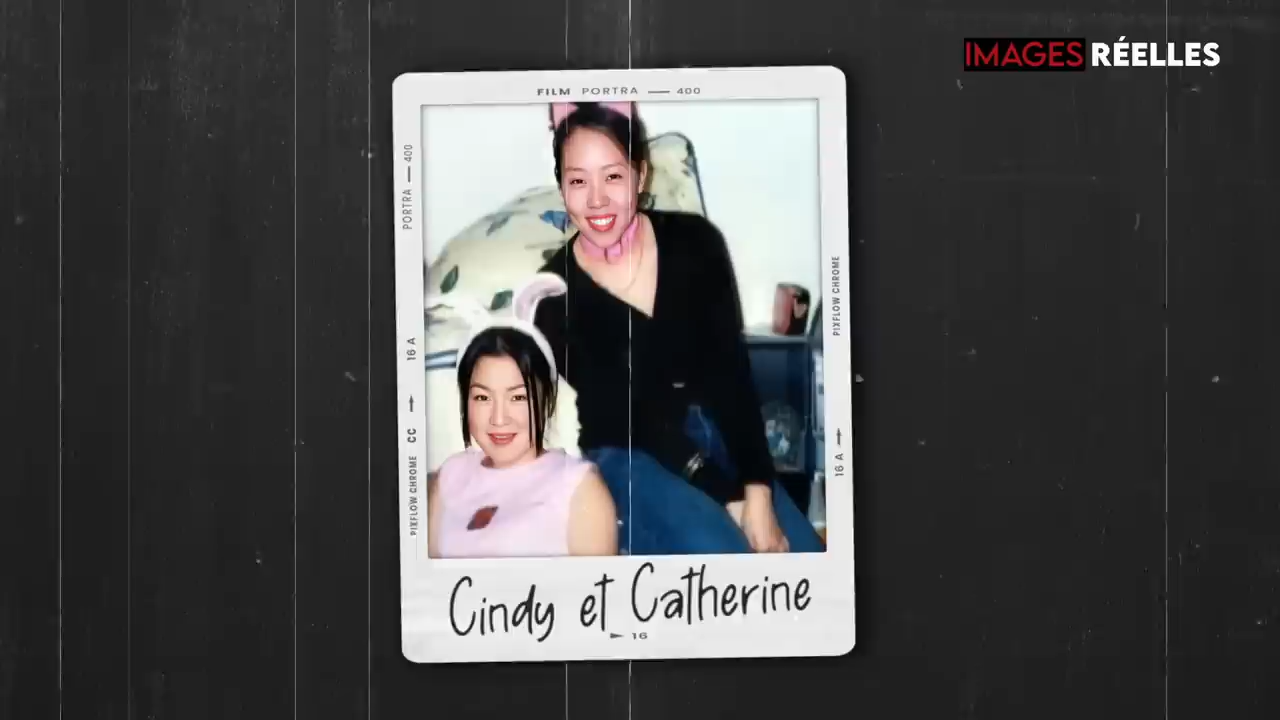 IMAGES RÉELLES
FILM PORTRA — 400
PORTRA — 400
16 A
PIXFLOW CHROME CC →
PIXFLOW CHROME
16 A →
Cindy et Catherine
► 16